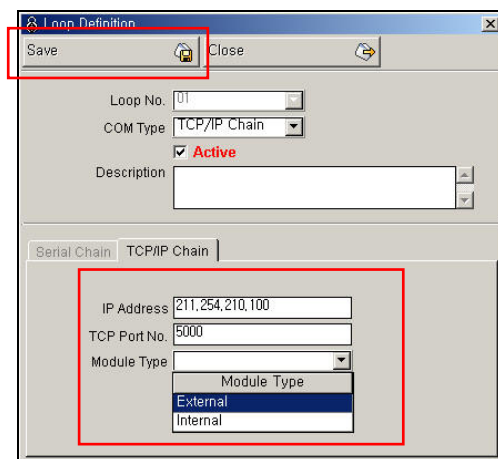 Loop Definition
Save
Close
Loop No. 01
COM Type TCP/IP Chain
Active
Description
Serial Chain
TCP/IP Chain
IP Address 211,254,210,100
TCP Port No. 5000
Module Type
Module Type
External
Internal